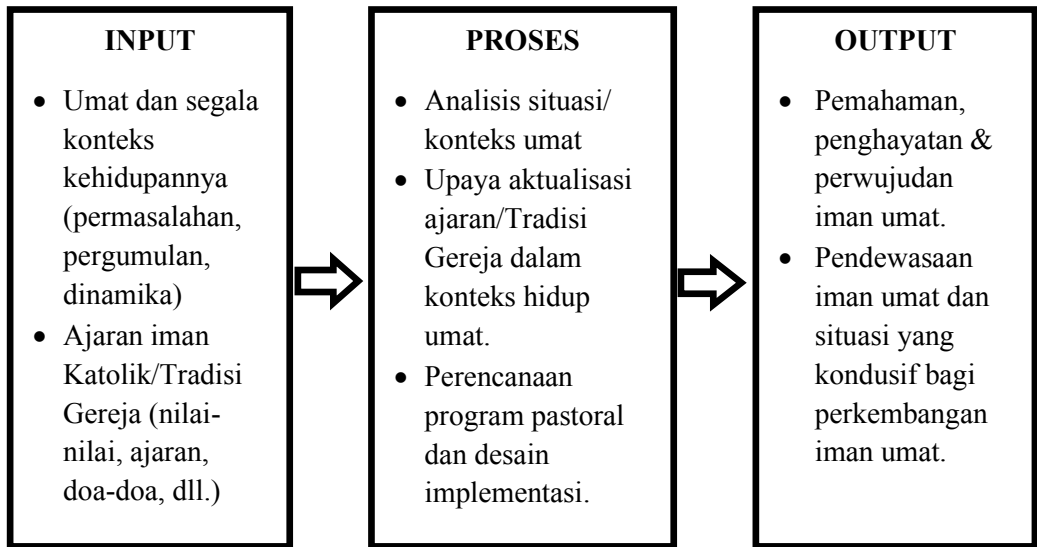 INPUT
• Umat dan segala
konteks
kehidupannya
(permasalahan,
pergumulan,
dinamika)
• Ajaran iman
Katolik/Tradisi
Gereja (nilai-
nilai, ajaran,
doa-doa, dll.)
PROSES
• Analisis situasi/
konteks umat
• Upaya aktualisasi
ajaran/Tradisi
Gereja dalam
konteks hidup
umat.
• Perencanaan
program pastoral
dan desain
implementasi.
OUTPUT
• Pemahaman,
penghayatan &
perwujudan
iman umat.
• Pendewasaan
iman umat dan
situasi yang
kondusif bagi
perkembangan
iman umat.